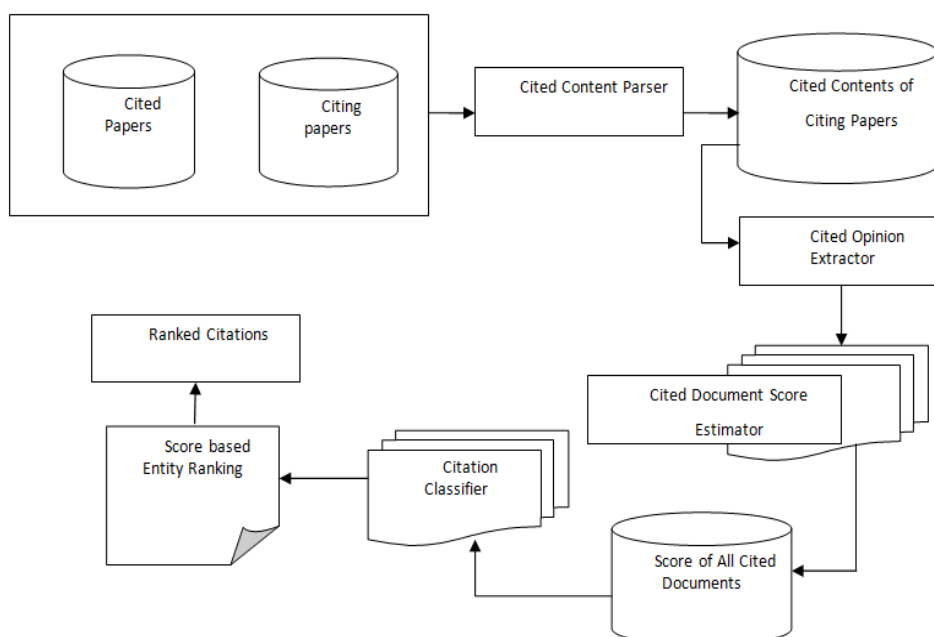 Cited
Papers
Citing
papers
Cited Content Parser
Cited Contents of
Citing Papers
Cited Opinion
Extractor
Ranked Citations
Cited Document Score
Estimator
Score based
Entity Ranking
Citation
Classifier
Score of All Cited
Documents